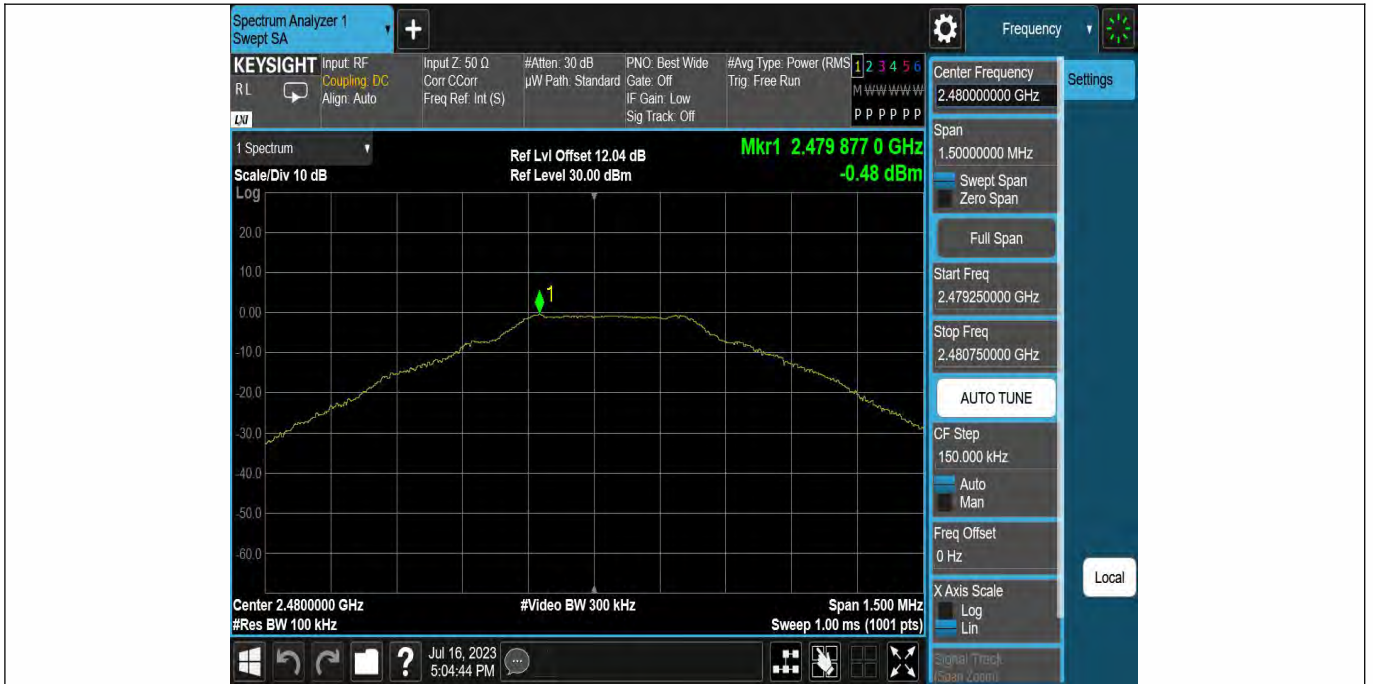 Spectrum Analyzer 1
Swept SA
+
Frequency
KEYSIGHT
RL
LXI
Input: RF
Coupling: DC
Align: Auto
Input Z: 50 Ω
Corr CCorr
Freq Ref: Int (S)
#Atten: 30 dB
µW Path: Standard
PNO: Best Wide
Gate: Off
IF Gain: Low
Sig Track: Off
#Avg Type: Power (RMS
Trig: Free Run
1 2 3 4 5 6
M W W W W W
P P P P P P
1 Spectrum
Scale/Div 10 dB
Ref Lvl Offset 12.04 dB
Ref Level 30.00 dBm
Mkr1 2.479 877 0 GHz
-0.48 dBm
Log
20.0
10.0
0.00
-10.0
-20.0
-30.0
-40.0
-50.0
-60.0
1
Center 2.4800000 GHz
#Res BW 100 kHz
#Video BW 300 kHz
Span 1.500 MHz
Sweep 1.00 ms (1001 pts)
Center Frequency
2.480000000 GHz
Settings
Span
1.50000000 MHz
Swept Span
Zero Span
Full Span
Start Freq
2.479250000 GHz
Stop Freq
2.480750000 GHz
AUTO TUNE
CF Step
150.000 kHz
Auto
Man
Freq Offset
0 Hz
X Axis Scale
Log
Lin
Local
Signal Track
(Span Zoom)
?
Jul 16, 2023
5:04:44 PM